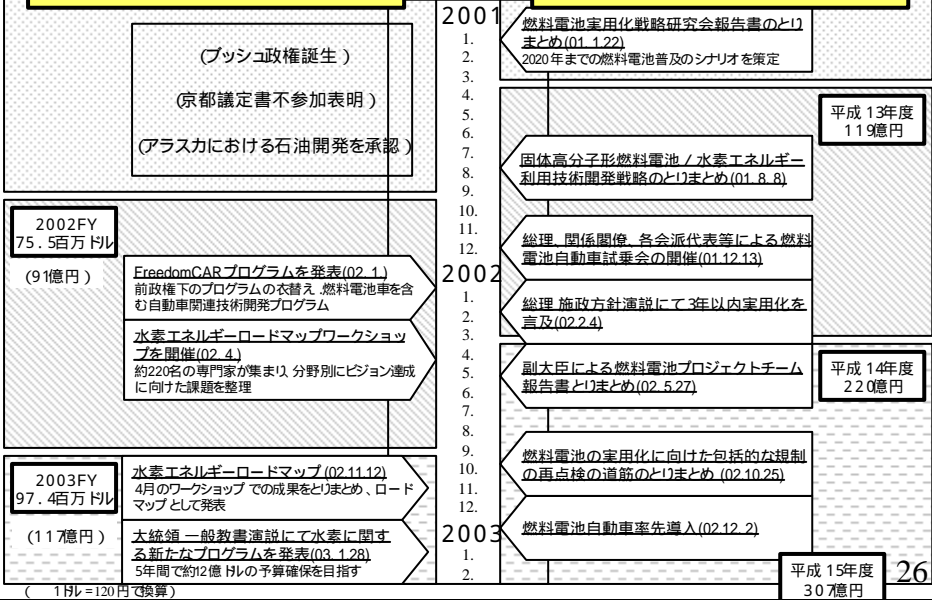 (ブッシュ政権誕生)
(京都議定書不参加表明)
(アラスカにおける石油開発を承認)
2002FY
75.5百万ドル
(91億円)
FreedomCARプログラムを発表(02. 1.)
前政権下のプログラムの衣替え、燃料電池車を含
む自動車関連技術開発プログラム
水素エネルギーロードマップワークショッ
プを開催(02. 4.)
約220名の専門家が集まり、分野別にビジョン達成
に向けた課題を整理
2003FY
97.4百万ドル
(117億円)
水素エネルギーロードマップ(02.11.12)
4月のワークショップでの成果をとりまとめ、ロード
マップとして発表
大統領一般教書演説にて水素に関す
る新たなプログラムを発表(03. 1.28)
5年間で約12億ドルの予算確保を目指す
( 1ドル=120円で換算)
2001
1.
2.
3.
4.
5.
6.
7.
8.
9.
10.
11.
12.
2002
1.
2.
3.
4.
5.
6.
7.
8.
9.
10.
11.
12.
2003
1.
2.
燃料電池実用化戦略研究会報告書のとり
まとめ(01. 1.22)
2020年までの燃料電池普及のシナリオを策定
平成13年度
119億円
固体高分子形燃料電池/水素エネルギー
利用技術開発戦略のとりまとめ(01. 8. 8)
総理、関係閣僚、各会派代表等による燃料
電池自動車試乗会の開催(01.12.13)
総理 施政方針演説にて3年以内実用化を
言及(02.2.4)
副大臣による燃料電池プロジェクトチーム
報告書とりまとめ(02. 5.27)
平成14年度
220億円
燃料電池の実用化に向けた包括的な規制
の再点検の道筋のとりまとめ(02.10.25)
燃料電池自動車率先導入(02.12. 2)
平成15年度
307億円
26